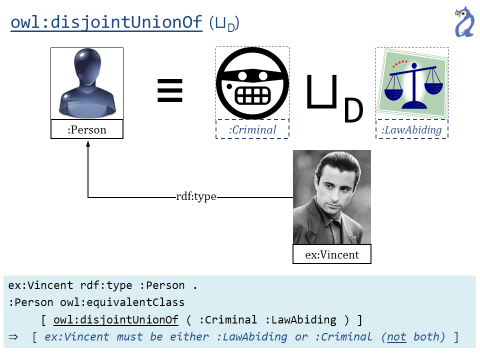 owl:disjointUnionOf (⊔D)
≡ ⊔D
:Person :Criminal :LawAbiding
rdf:type
ex:Vincent
ex:Vincent rdf:type :Person .
:Person owl:equivalentClass
[ owl:disjointUnionOf ( :Criminal :LawAbiding ) ]
⇒ [ ex:Vincent must be either :LawAbiding or :Criminal (not both) ]